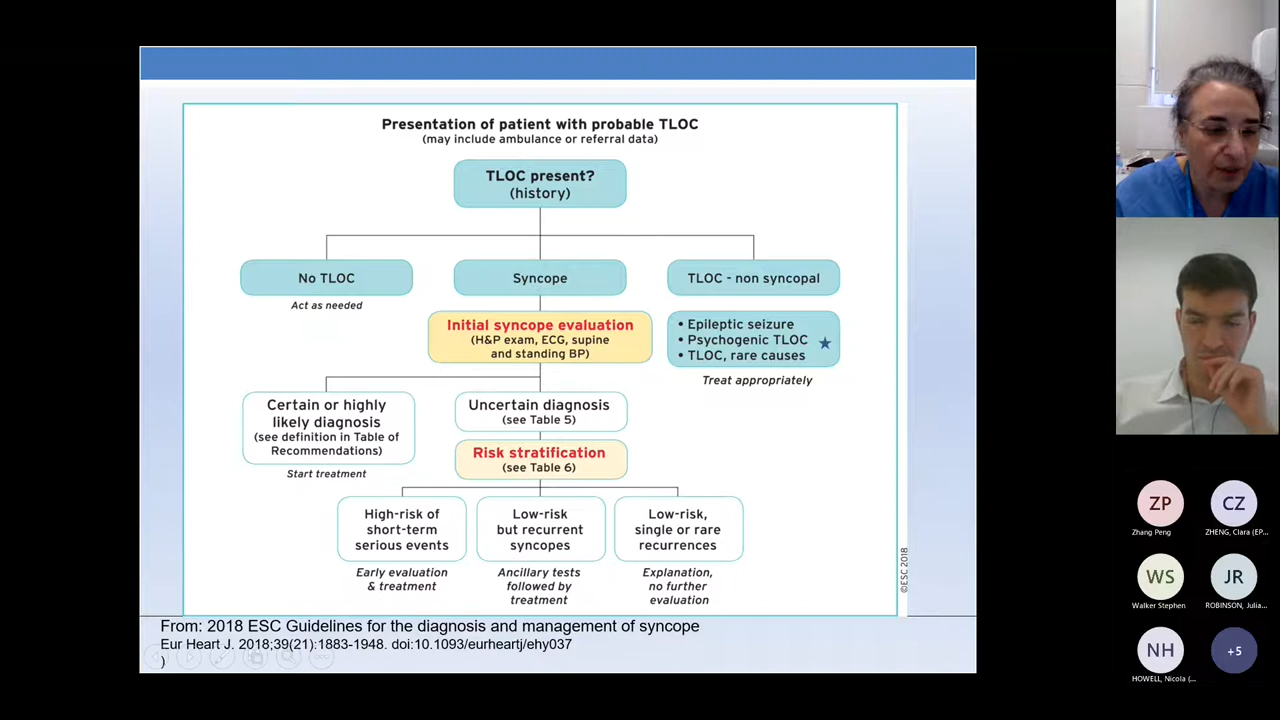 Presentation of patient with probable TLOC
(may include ambulance or referral data)
TLOC present?
(history)
No TLOC
Act as needed
Syncope
TLOC - non syncopal
Initial syncope evaluation
(H&P exam, ECG, supine
and standing BP)
• Epileptic seizure
• Psychogenic TLOC
• TLOC, rare causes
Treat appropriately
Certain or highly
likely diagnosis
(see definition in Table of
Recommendations)
Start treatment
Uncertain diagnosis
(see Table 5)
Risk stratification
(see Table 6)
High-risk of
short-term
serious events
Early evaluation
& treatment
Low-risk
but recurrent
syncopes
Ancillary tests
followed by
treatment
Low-risk,
single or rare
recurrences
Explanation,
no further
evaluation
©ESC 2018
From: 2018 ESC Guidelines for the diagnosis and management of syncope
Eur Heart J. 2018;39(21):1883-1948. doi:10.1093/eurheartj/ehy037
)
ZP
Zhang Peng
CZ
ZHENG, Clara (EP...
WS
Walker Stephen
JR
ROBINSON, Julia...
NH
HOWELL, Nicola (...
+5